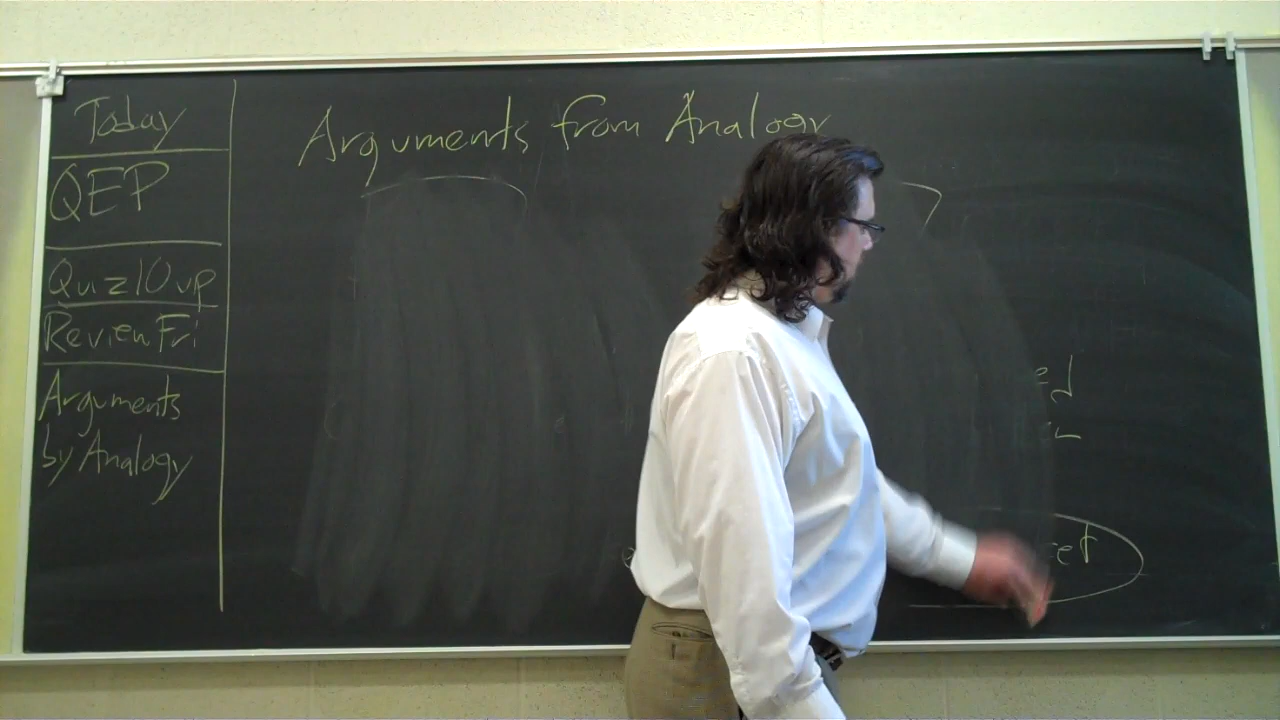 Today
QEP
Quiz 10 up
Review Fri
Arguments
by Analogy
Arguments from Analogy